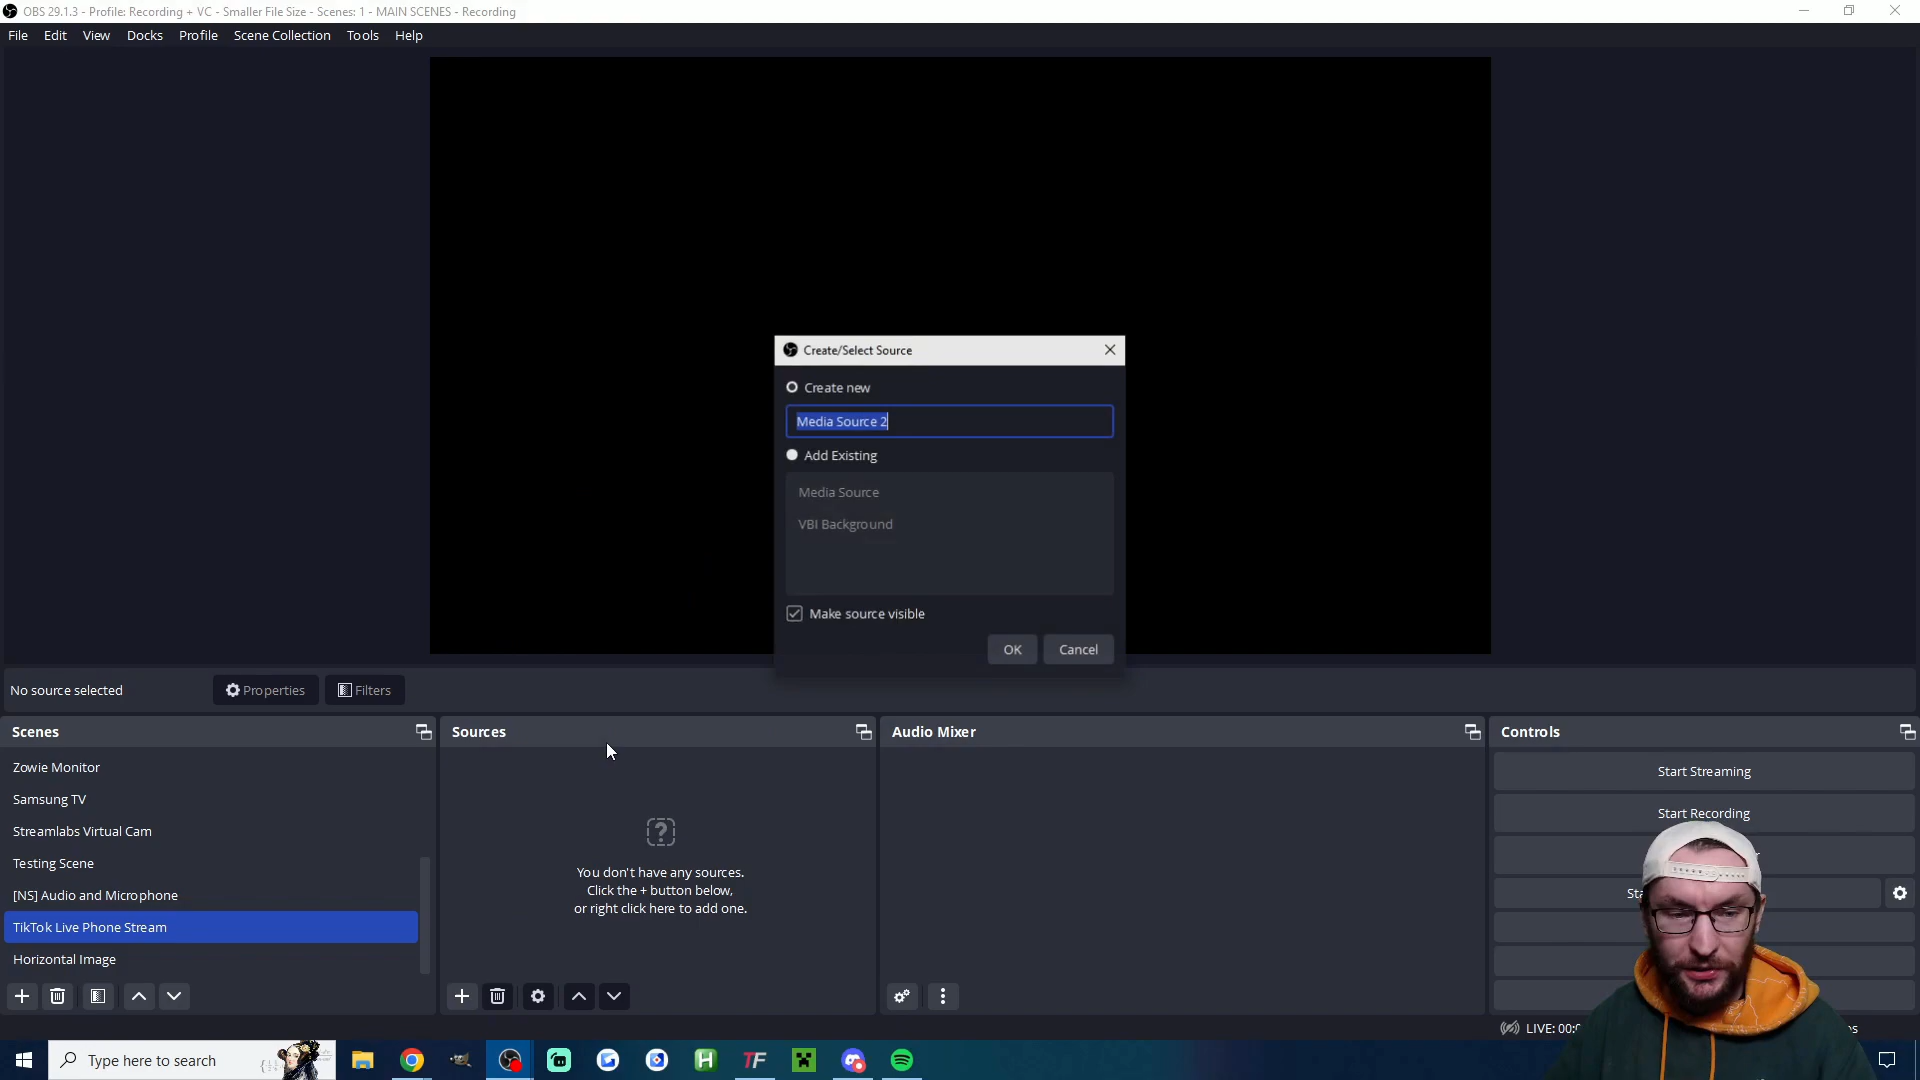 OBS 29.1.3 - Profile: Recording + VC - Smaller File Size - Scenes: 1 - MAIN SCENES - Recording
File Edit View Docks Profile Scene Collection Tools Help
Create/Select Source
Create new
Media Source 2
Add Existing
Media Source
VBI Background
Make source visible
OK Cancel
No source selected Properties Filters
Scenes Sources Audio Mixer Controls
Zowie Monitor
Samsung TV
Streamlabs Virtual Cam
Testing Scene
[NS] Audio and Microphone
TikTok Live Phone Stream
Horizontal Image
You don't have any sources.
Click the + button below,
or right click here to add one.
Start Streaming
Start Recording
LIVE: 00:
Type here to search
TF